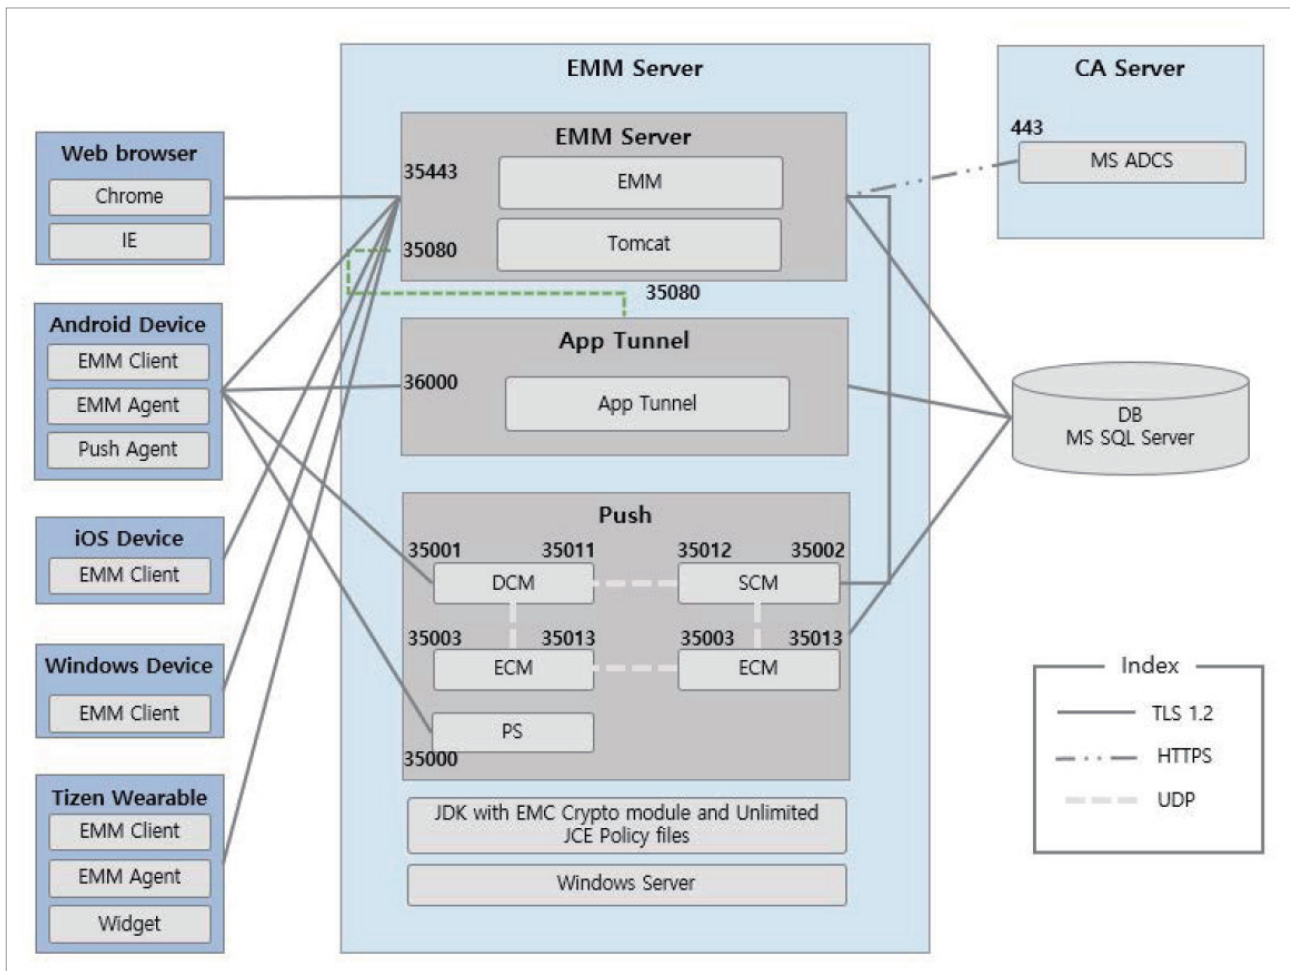 Web browser
Chrome
IE
Android Device
EMM Client
EMM Agent
Push Agent
iOS Device
EMM Client
Windows Device
EMM Client
Tizen Wearable
EMM Client
EMM Agent
Widget
EMM Server
EMM Server
35443
EMM
35080
Tomcat
35080
App Tunnel
36000
App Tunnel
Push
35001
35011
35012
35002
DCM
SCM
35003
35013
35003
35013
ECM
ECM
PS
35000
JDK with EMC Crypto module and Unlimited
JCE Policy files
Windows Server
CA Server
443
MS ADCS
DB
MS SQL Server
Index
TLS 1.2
HTTPS
UDP